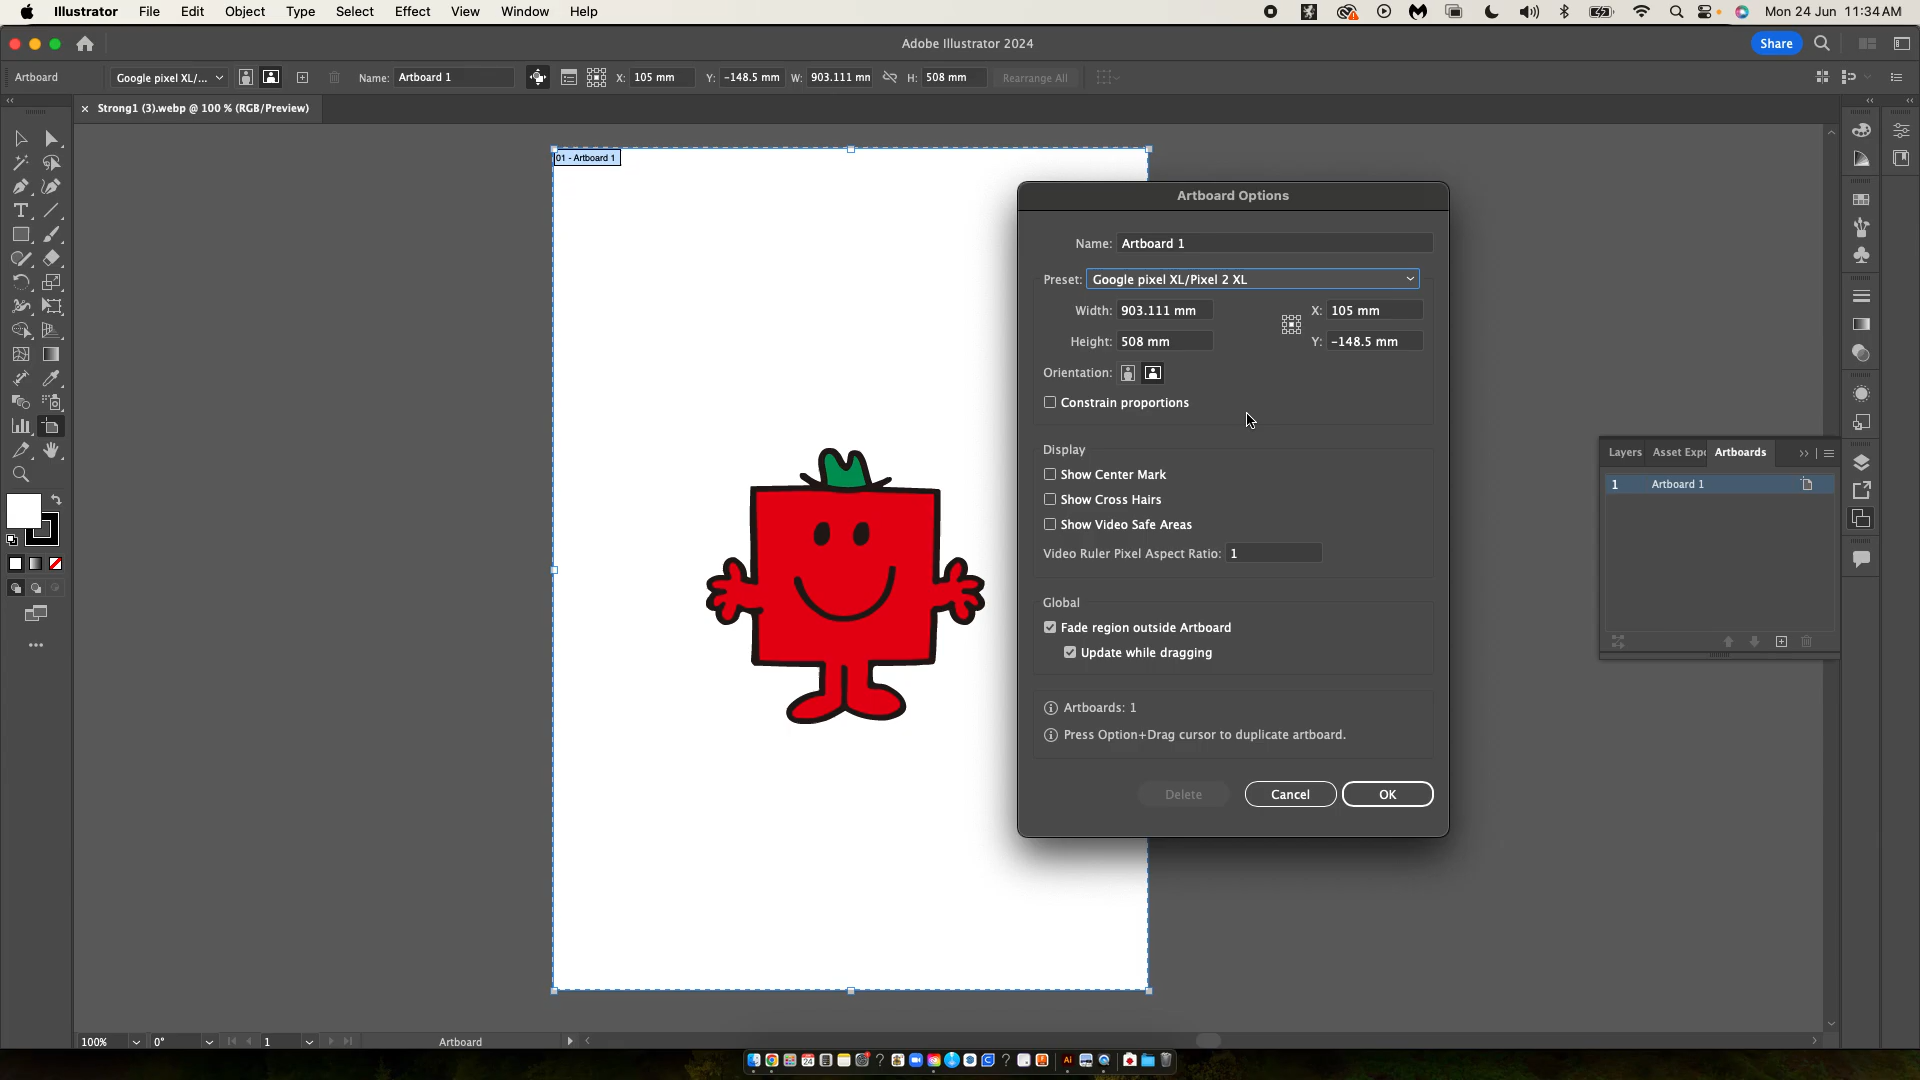 Illustrator File Edit Object Type Select Effect View Window Help Mon 24 Jun 11:34 AM
Adobe Illustrator 2024 Share
Artboard Google pixel XL/... Name: Artboard 1 X: 105 mm Y: -148.5 mm W: 903.111 mn H: 508 mm Rearrange All
× Strong1 (3).webp @ 100 % (RGB/Preview)
01 - Artboard 1
Artboard Options
Name: Artboard 1
Preset: Google pixel XL/Pixel 2 XL
Width: 903.111 mm X: 105 mm
Height: 508 mm Y: -148.5 mm
Orientation:
Constrain proportions
Display
Show Center Mark
Show Cross Hairs
Show Video Safe Areas
Video Ruler Pixel Aspect Ratio: 1
Global
Fade region outside Artboard
Update while dragging
Artboards: 1
Press Option+Drag cursor to duplicate artboard.
Delete Cancel OK
Layers Asset Expo Artboards
1 Artboard 1
100% 0° 1 Artboard